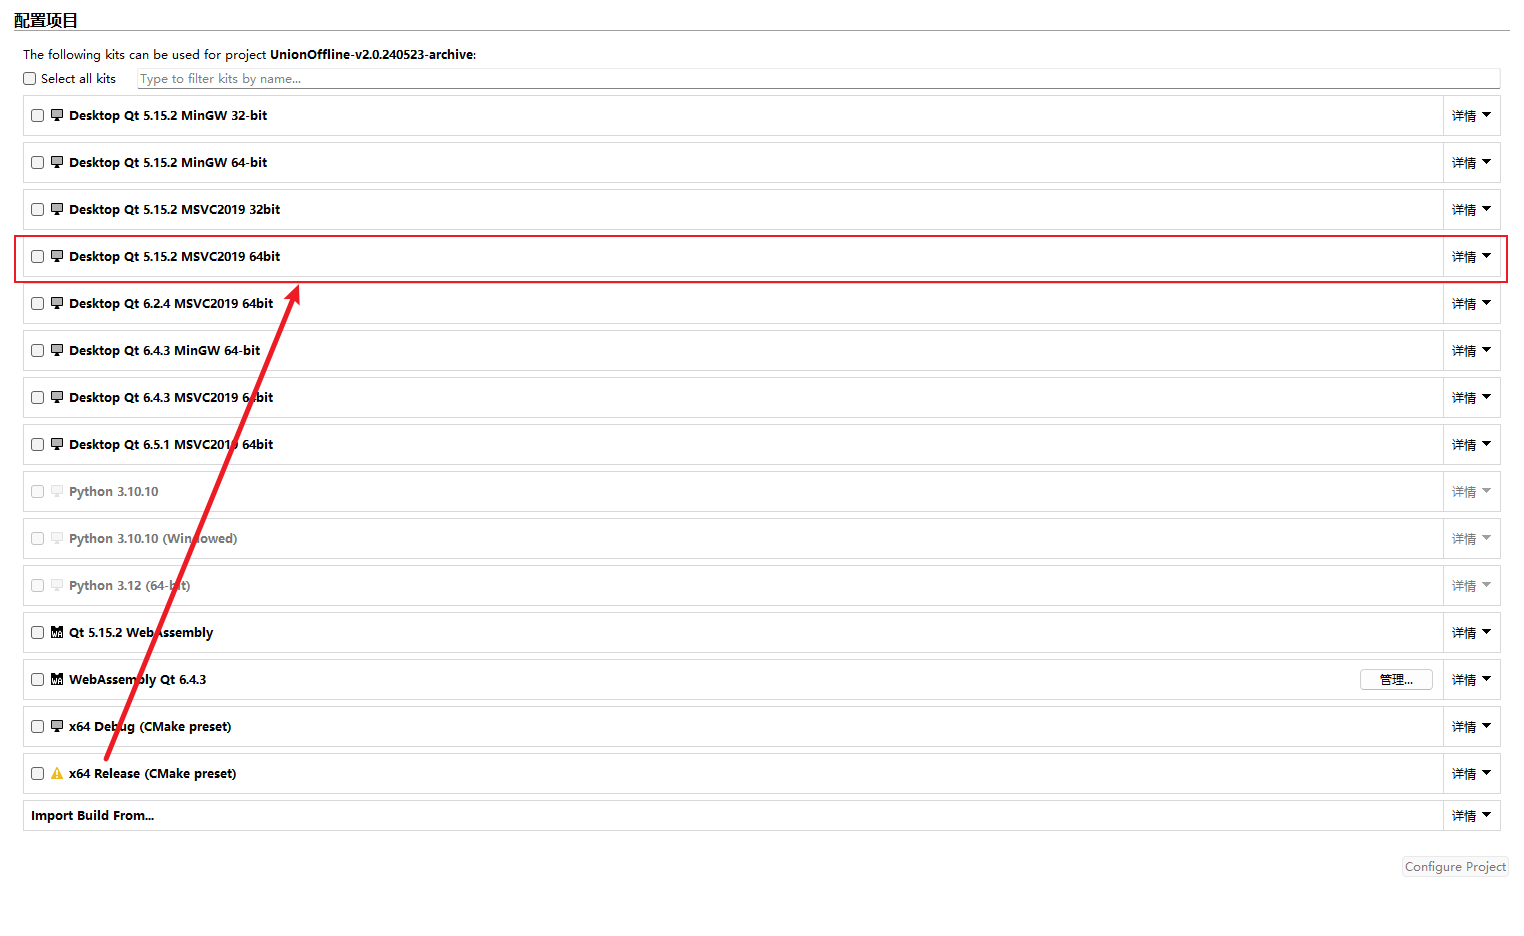 配置项目
The following kits can be used for project UnionOffline-v2.0.240523-archive:
Select all kits Type to filter kits by name...
Desktop Qt 5.15.2 MinGW 32-bit 详情
Desktop Qt 5.15.2 MinGW 64-bit 详情
Desktop Qt 5.15.2 MSVC2019 32bit 详情
Desktop Qt 5.15.2 MSVC2019 64bit 详情
Desktop Qt 6.2.4 MSVC2019 64bit 详情
Desktop Qt 6.4.3 MinGW 64-bit 详情
Desktop Qt 6.4.3 MSVC2019 64bit 详情
Desktop Qt 6.5.1 MSVC2019 64bit 详情
Python 3.10.10 详情
Python 3.10.10 (Windowed) 详情
Python 3.12 (64-bit) 详情
Qt 5.15.2 WebAssembly 详情
WebAssembly Qt 6.4.3 管理... 详情
x64 Debug (CMake preset) 详情
x64 Release (CMake preset) 详情
Import Build From... 详情
Configure Project